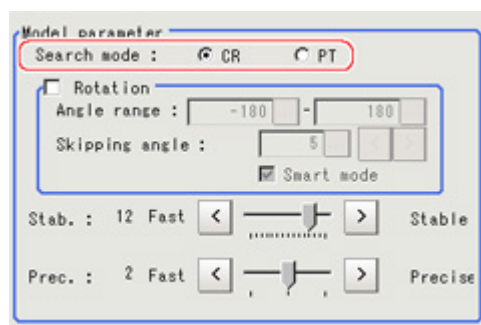 Model parameter
Search mode : CR PT
Rotation
Angle range : -180 - 180
Skipping angle : 5 < >
Smart mode
Stab. : 12 Fast < > Stable
Prec. : 2 Fast < > Precise